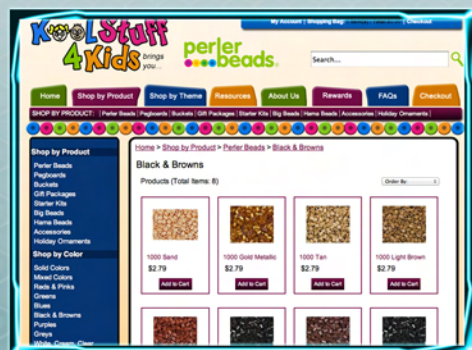 Kool Stuff
4 Kids brings
you...
perler
beads.
My Account | Shopping Bag: | Checkout
Search...
Home Shop by Product Shop by Theme Resources About Us Rewards FAQs Checkout
SHOP BY PRODUCT: | Perler Beads | Pegboards | Buckets | Gift Packages | Starter Kits | Big Beads | Hama Beads | Accessories | Holiday Ornaments |
Shop by Product
Perler Beads
Pegboards
Buckets
Gift Packages
Starter Kits
Big Beads
Hama Beads
Accessories
Holiday Ornaments
Shop by Color
Solid Colors
Mixed Colors
Reds & Pinks
Greens
Blues
Black & Browns
Purples
Greys
White, Cream, Clear
Home > Shop by Product > Perler Beads > Black & Browns
Black & Browns
Products (Total Items: 8)
Order By:
1000 Sand 1000 Gold Metallic 1000 Tan 1000 Light Brown
$2.79 $2.79 $2.79 $2.79
Add to Cart Add to Cart Add to Cart Add to Cart